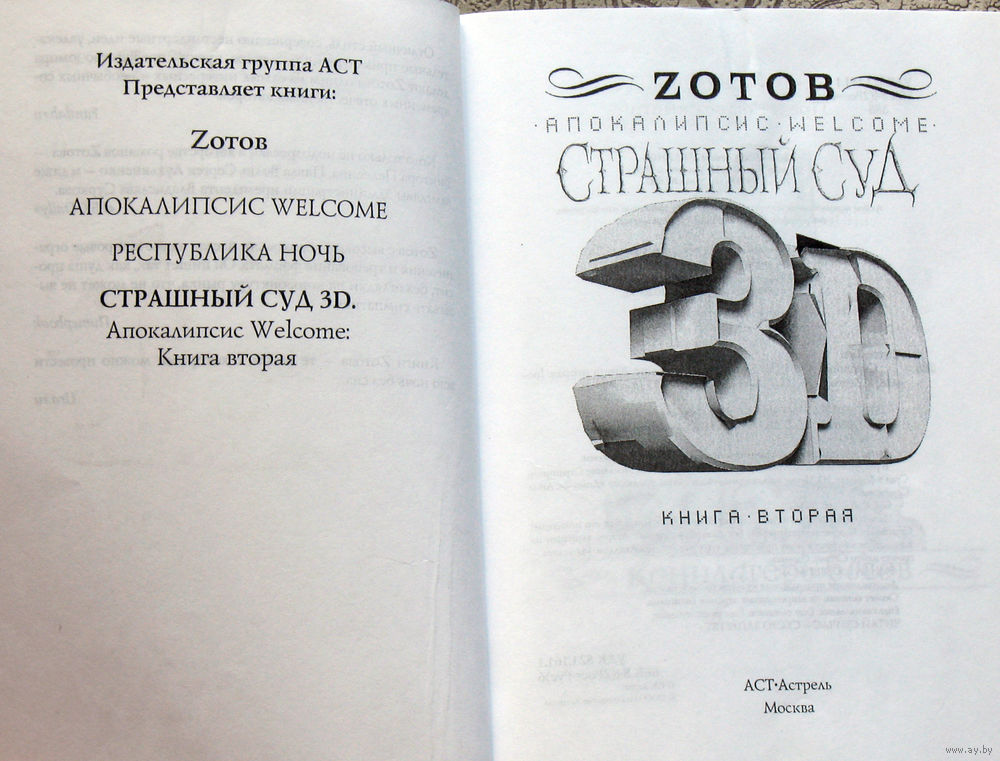 Издательская группа АСТ
Представляет книги:
Zотов
АПОКАЛИПСИС WELCOME
РЕСПУБЛИКА НОЧЬ
СТРАШНЫЙ СУД 3D.
Апокалипсис Welcome:
Книга вторая
ZОТОВ
·АПОКАЛИПСИС·WELCOME·
СТРАШНЫЙ СУД
3D
КНИГА·ВТОРАЯ
АСТ•Астрель
Москва
www.ay.by